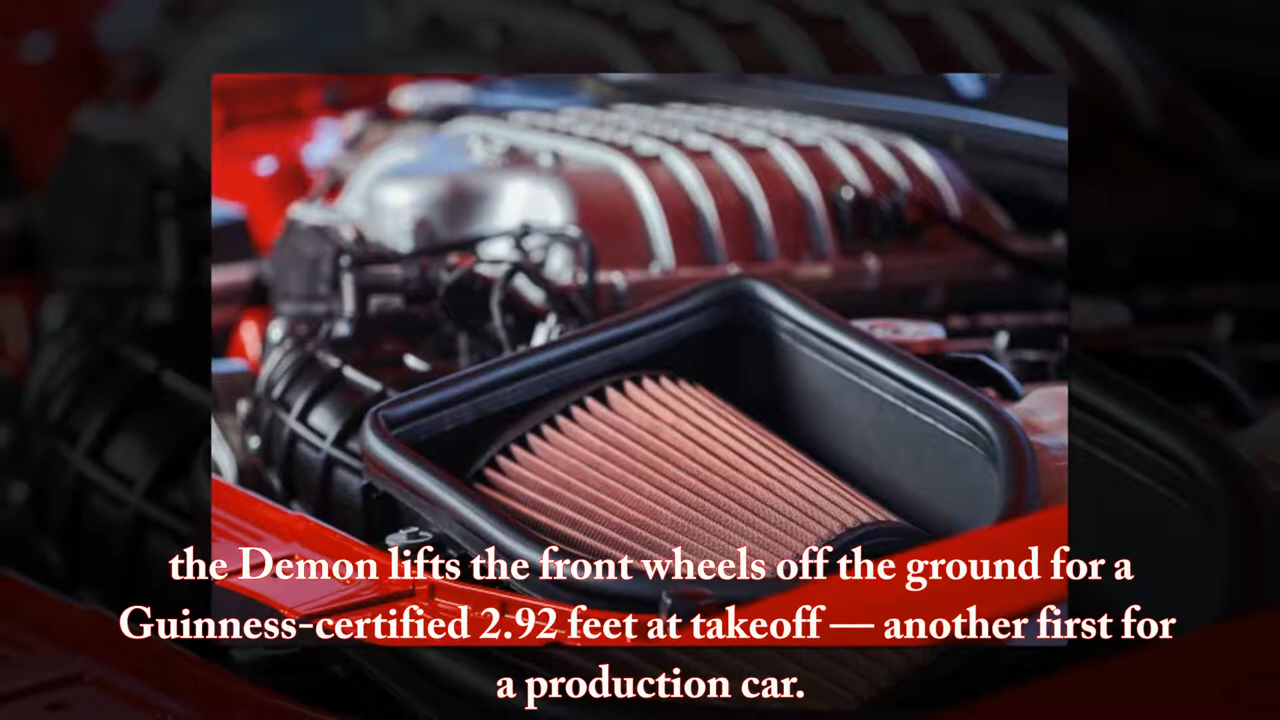 the Demon lifts the front wheels off the ground for a
Guinness-certified 2.92 feet at takeoff — another first for
a production car.